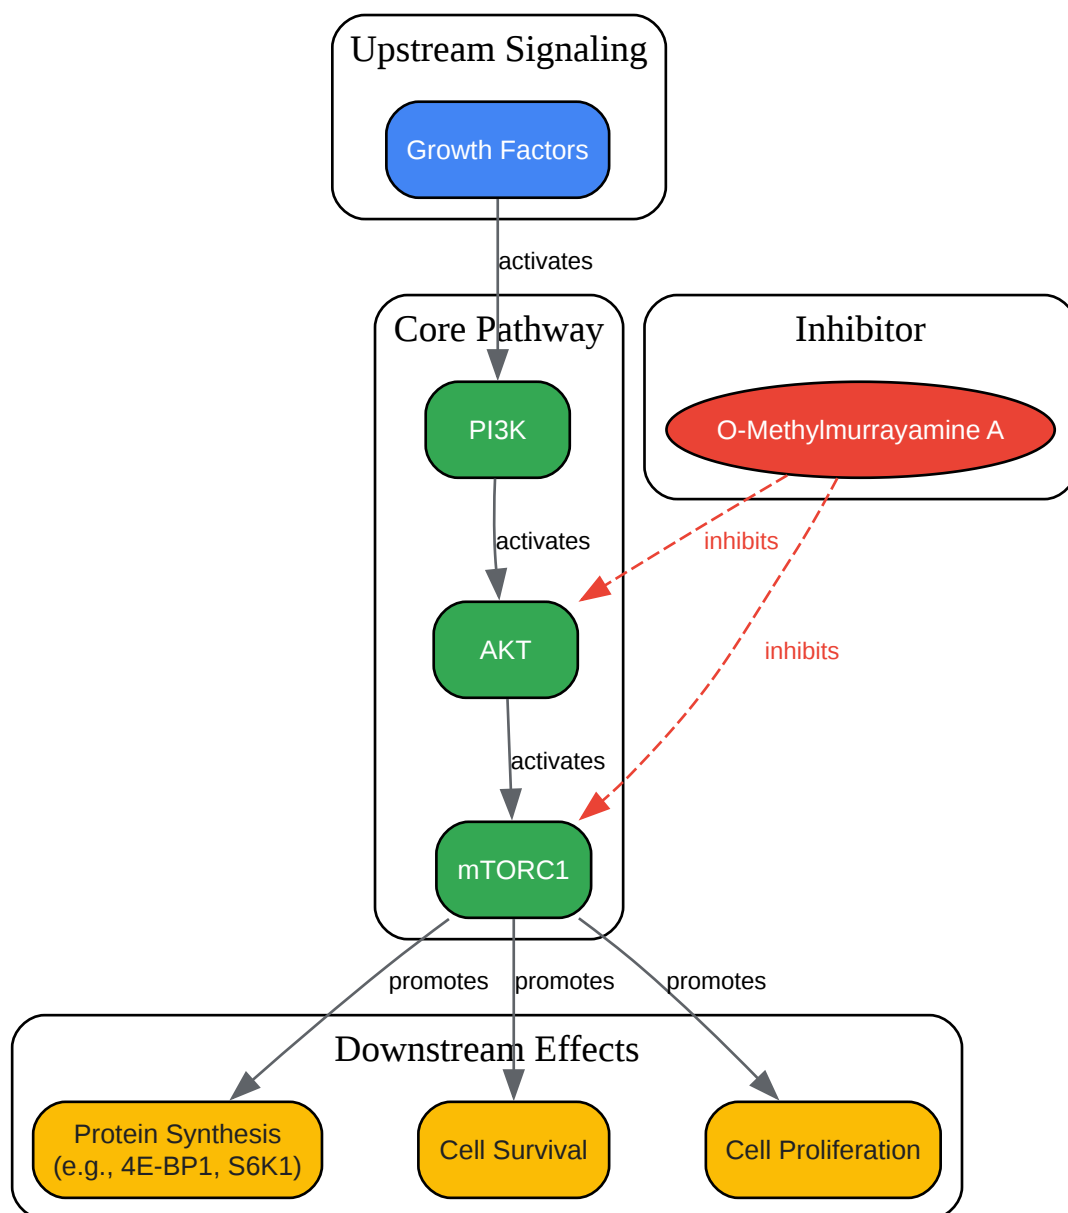 Upstream Signaling
Growth Factors
activates
Core Pathway
Inhibitor
PI3K
O-Methylmurrayamine A
activates
inhibits
AKT
inhibits
activates
mTORC1
promotes
promotes
promotes
Downstream Effects
Protein Synthesis
(e.g., 4E-BP1, S6K1)
Cell Survival
Cell Proliferation